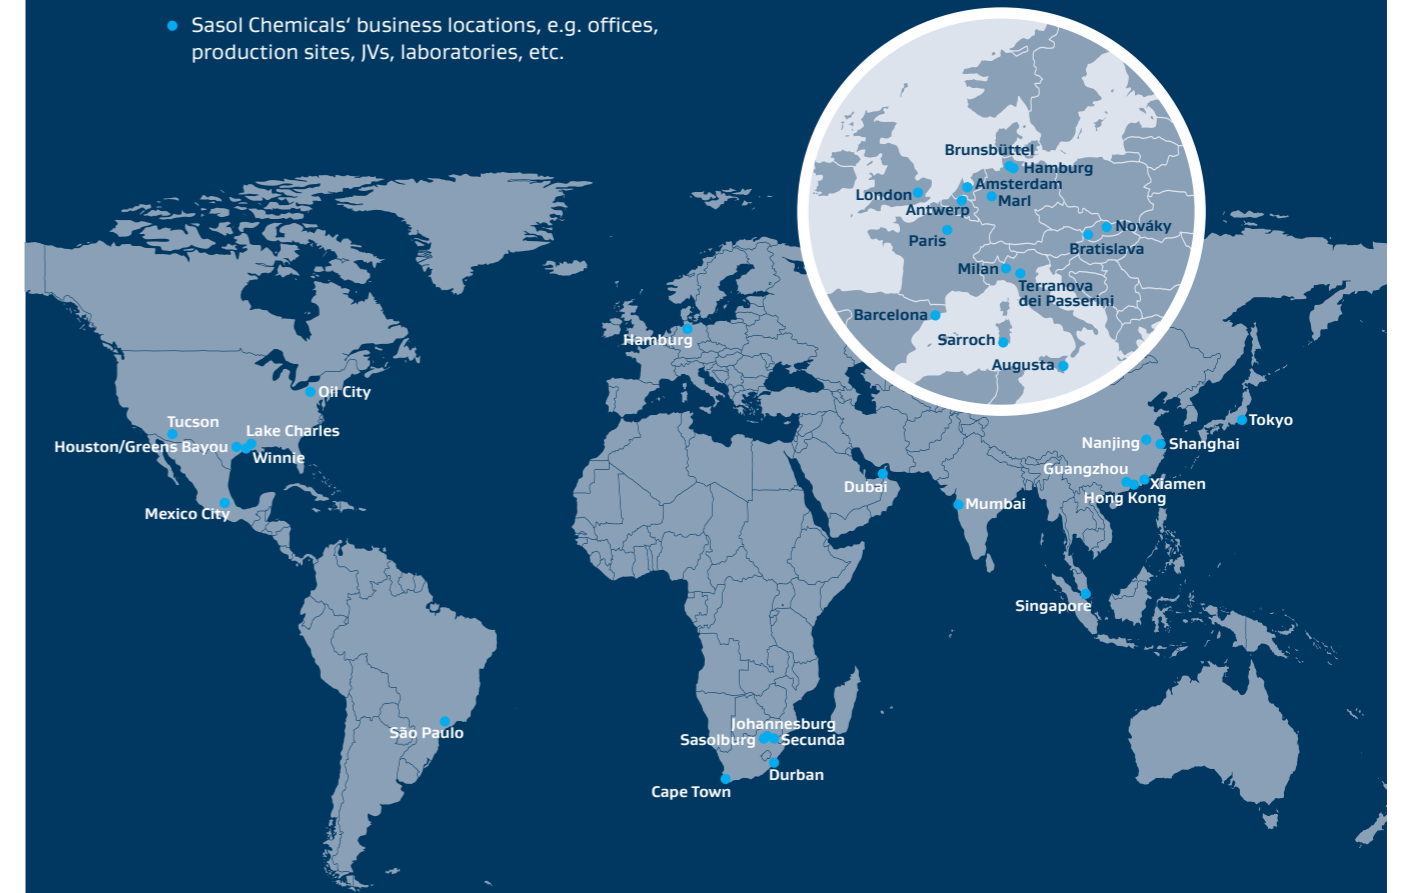 Sasol Chemicals‘ business locations, e.g. offices,
production sites, JVs, laboratories, etc.
Brunsbüttel
Hamburg
Amsterdam
London
Marl
Antwerp
Nováky
Paris
Bratislava
Milan
Terranova
dei Passerini
Barcelona
Sarroch
Augusta
Hamburg
Oil City
Tucson
Lake Charles
Houston/Greens Bayou
Winnie
Mexico City
São Paulo
Tokyo
Nanjing
Shanghai
Guangzhou
Xiamen
Hong Kong
Dubai
Mumbai
Singapore
Johannesburg
Sasolburg
Secunda
Durban
Cape Town